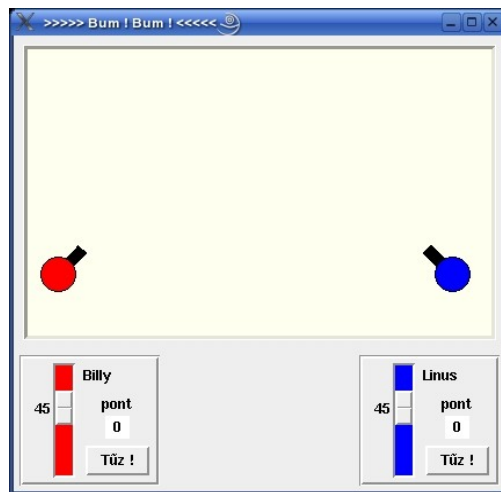 >>>>> Bum ! Bum ! <<<<<
Billy
45
pont
0
Tűz !
Linus
45
pont
0
Tűz !